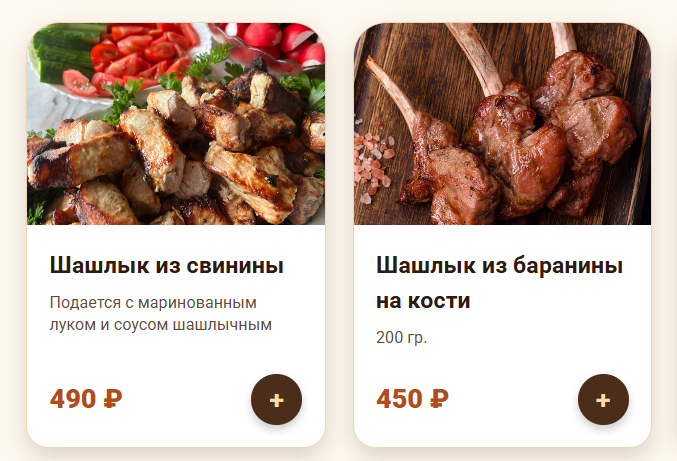 Шашлык из свинины
Подается с маринованным
луком и соусом шашлычным
490 ₽
+
Шашлык из баранины
на кости
200 гр.
450 ₽
+